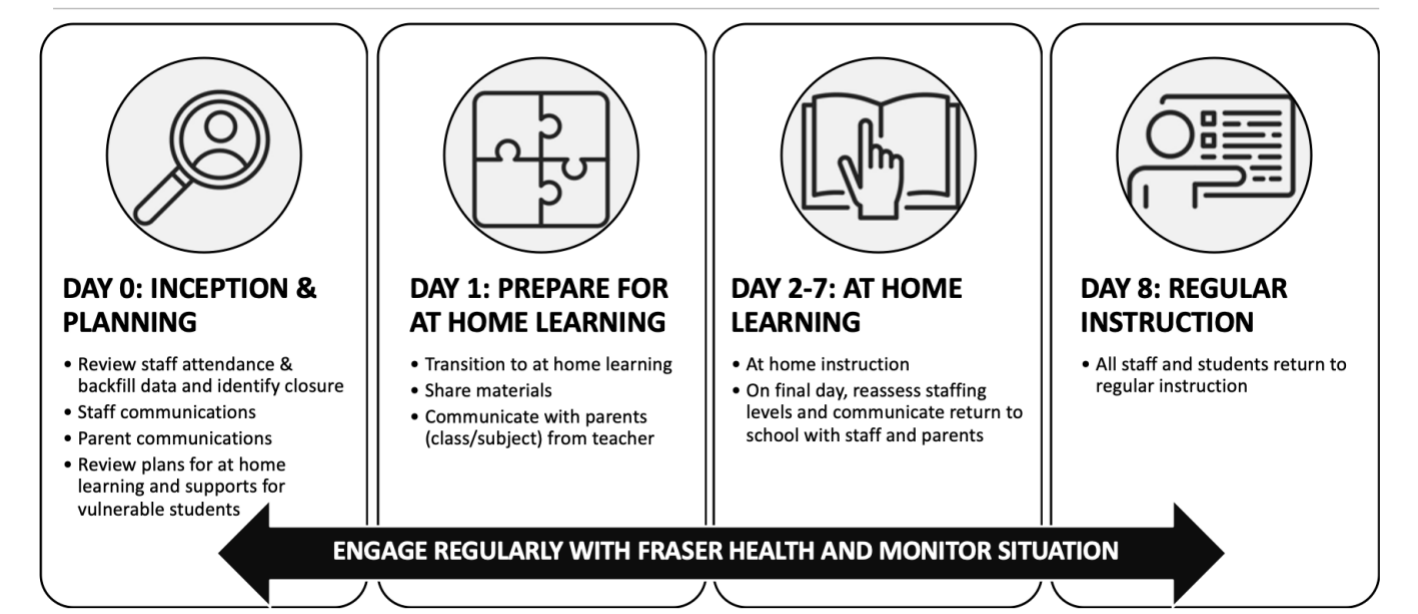 DAY 0: INCEPTION &
PLANNING
• Review staff attendance &
backfill data and identify closure
• Staff communications
• Parent communications
• Review plans for at home
learning and supports for
vulnerable students
DAY 1: PREPARE FOR
AT HOME LEARNING
• Transition to at home learning
• Share materials
• Communicate with parents
(class/subject) from teacher
DAY 2-7: AT HOME
LEARNING
• At home instruction
• On final day, reassess staffing
levels and communicate return to
school with staff and parents
DAY 8: REGULAR
INSTRUCTION
• All staff and students return to
regular instruction
ENGAGE REGULARLY WITH FRASER HEALTH AND MONITOR SITUATION